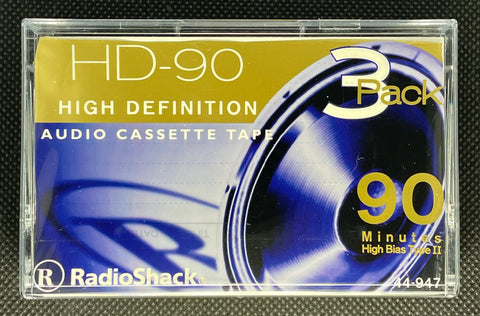 HD-90
3 Pack
HIGH DEFINITION
AUDIO CASSETTE TAPE
90
Minutes
High Bias Type II
R RadioShack®
44-947